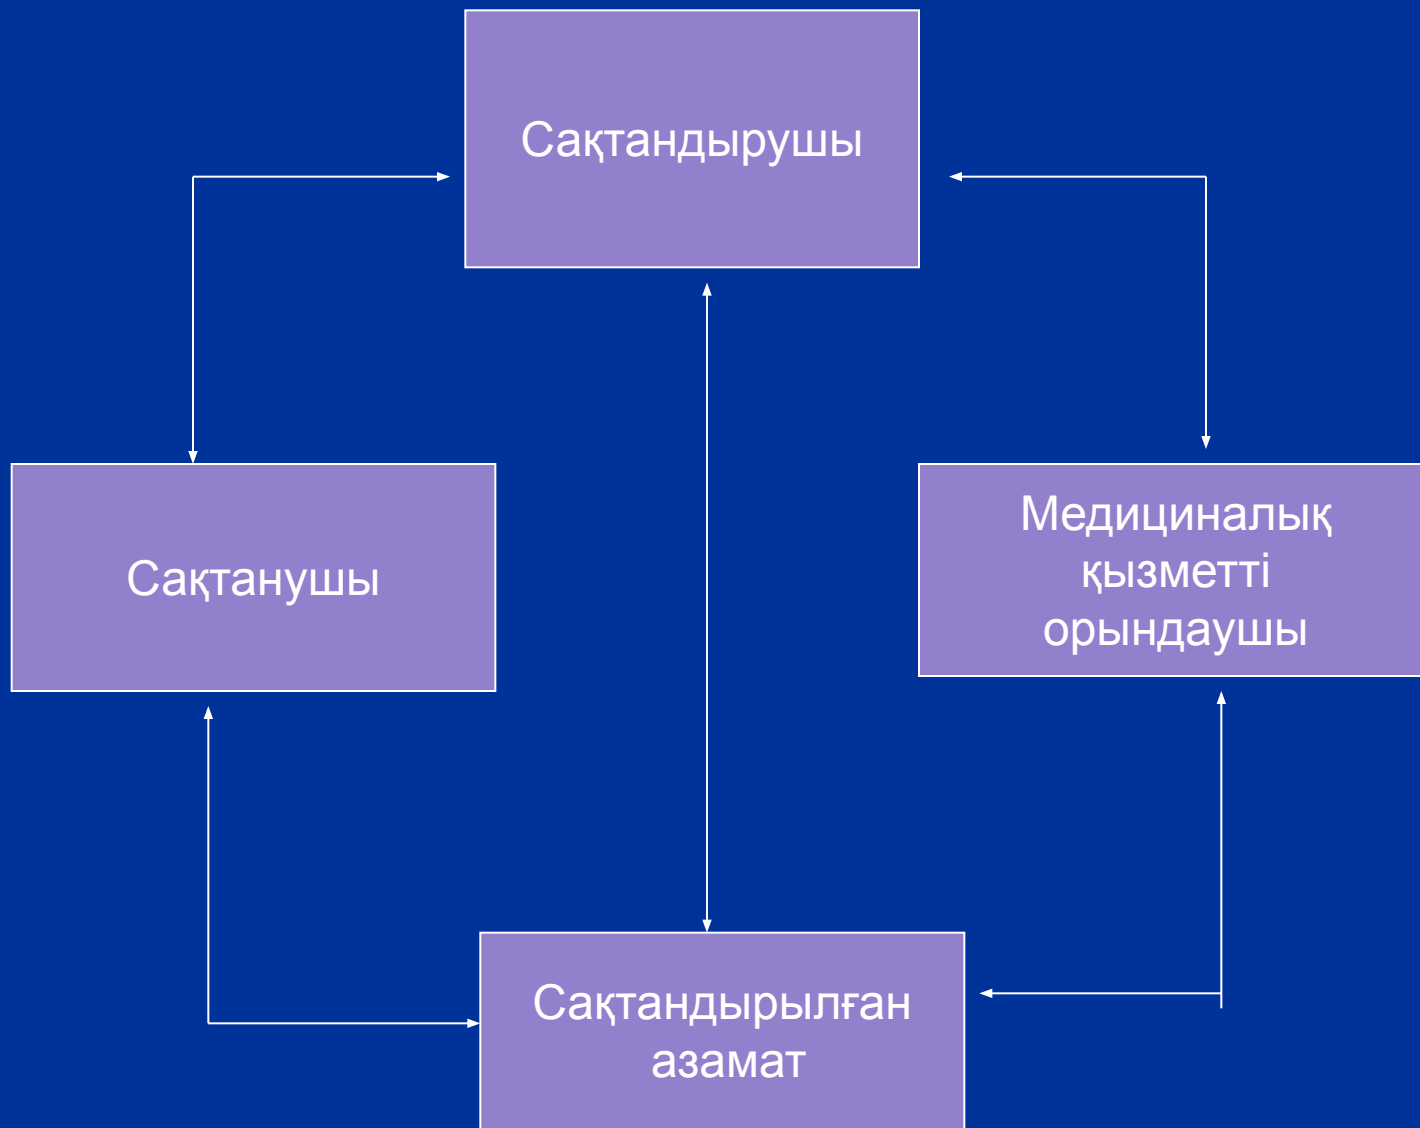 Сақтандырушы
Сақтанушы
Медициналық
қызметті
орындаушы
Сақтандырылған
азамат